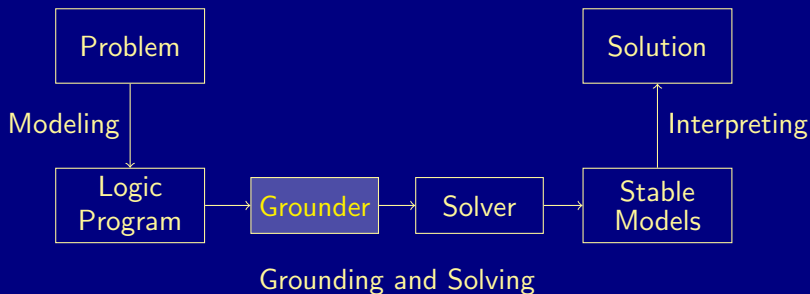 Problem
Solution
Modeling
Interpreting
Logic
Program
Grounder
Solver
Stable
Models
Grounding and Solving